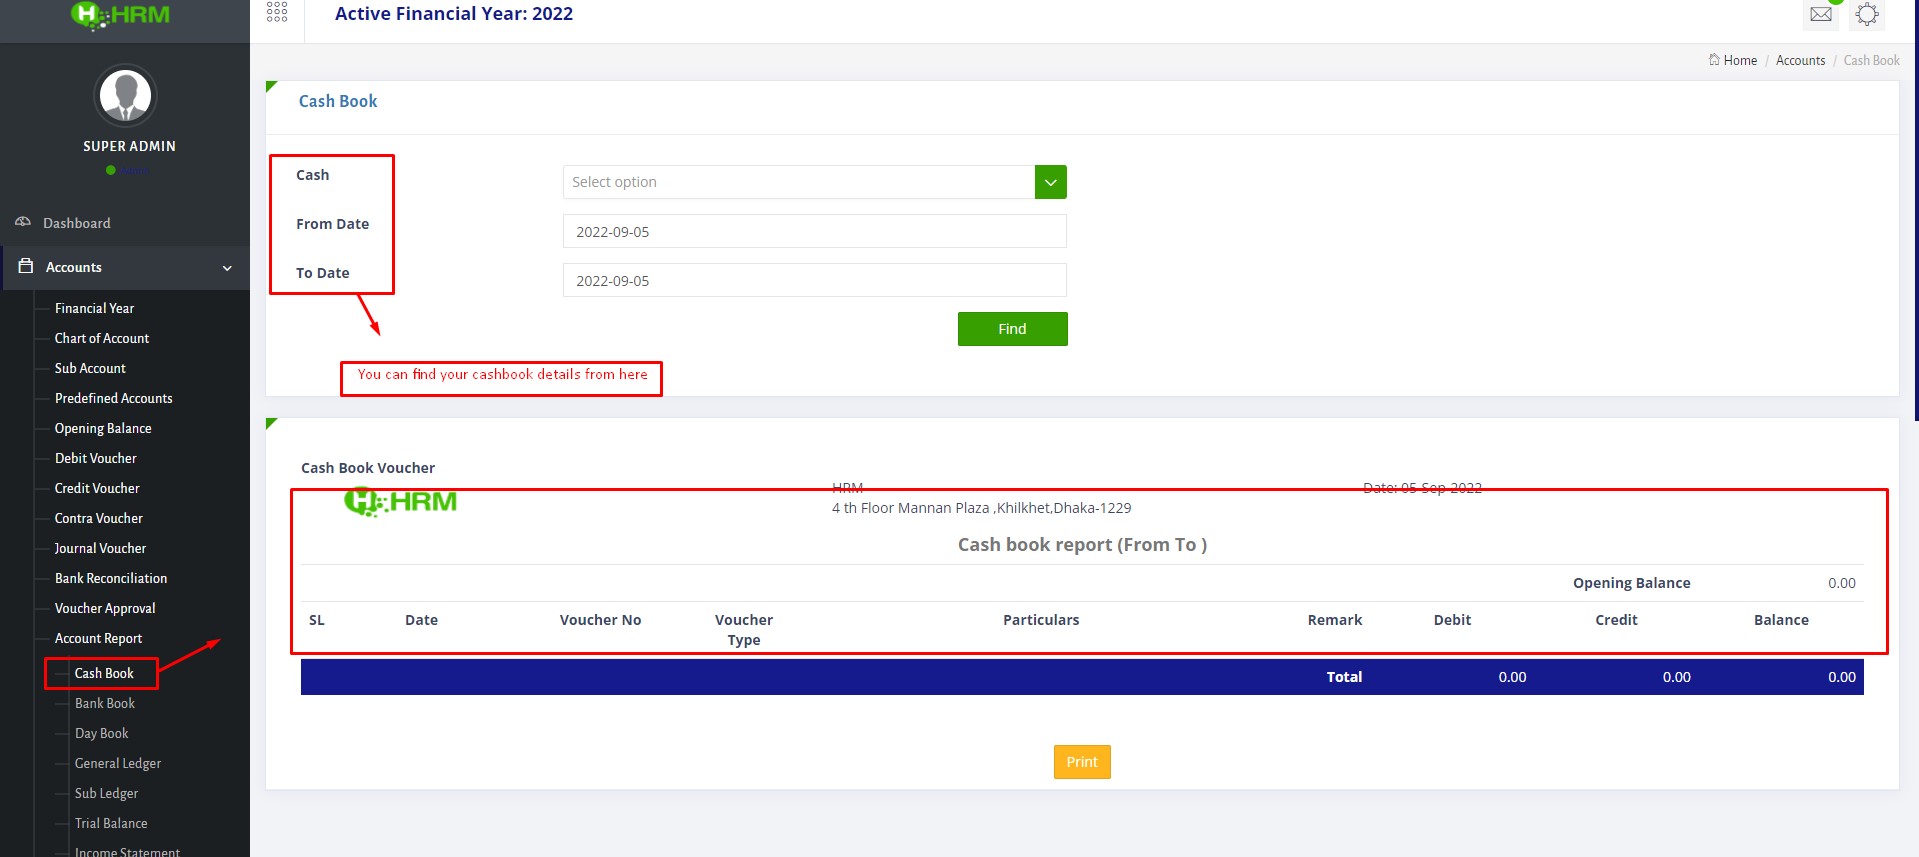 HRM
Active Financial Year: 2022
Home / Accounts / Cash Book
SUPER ADMIN
Dashboard
Accounts
Financial Year
Chart of Account
Sub Account
Predefined Accounts
Opening Balance
Debit Voucher
Credit Voucher
Contra Voucher
Journal Voucher
Bank Reconciliation
Voucher Approval
Account Report
Cash Book
Bank Book
Day Book
General Ledger
Sub Ledger
Trial Balance
Income Statement
Cash Book
Cash Select option
From Date 2022-09-05
To Date 2022-09-05
Find
You can find your cashbook details from here
Cash Book Voucher
HRM HRM Date: 05-Sep-2022
4 th Floor Mannan Plaza ,Khilkhet,Dhaka-1229
Cash book report (From To )
Opening Balance 0.00
SL Date Voucher No Voucher Type Particulars Remark Debit Credit Balance
Total 0.00 0.00 0.00
Print